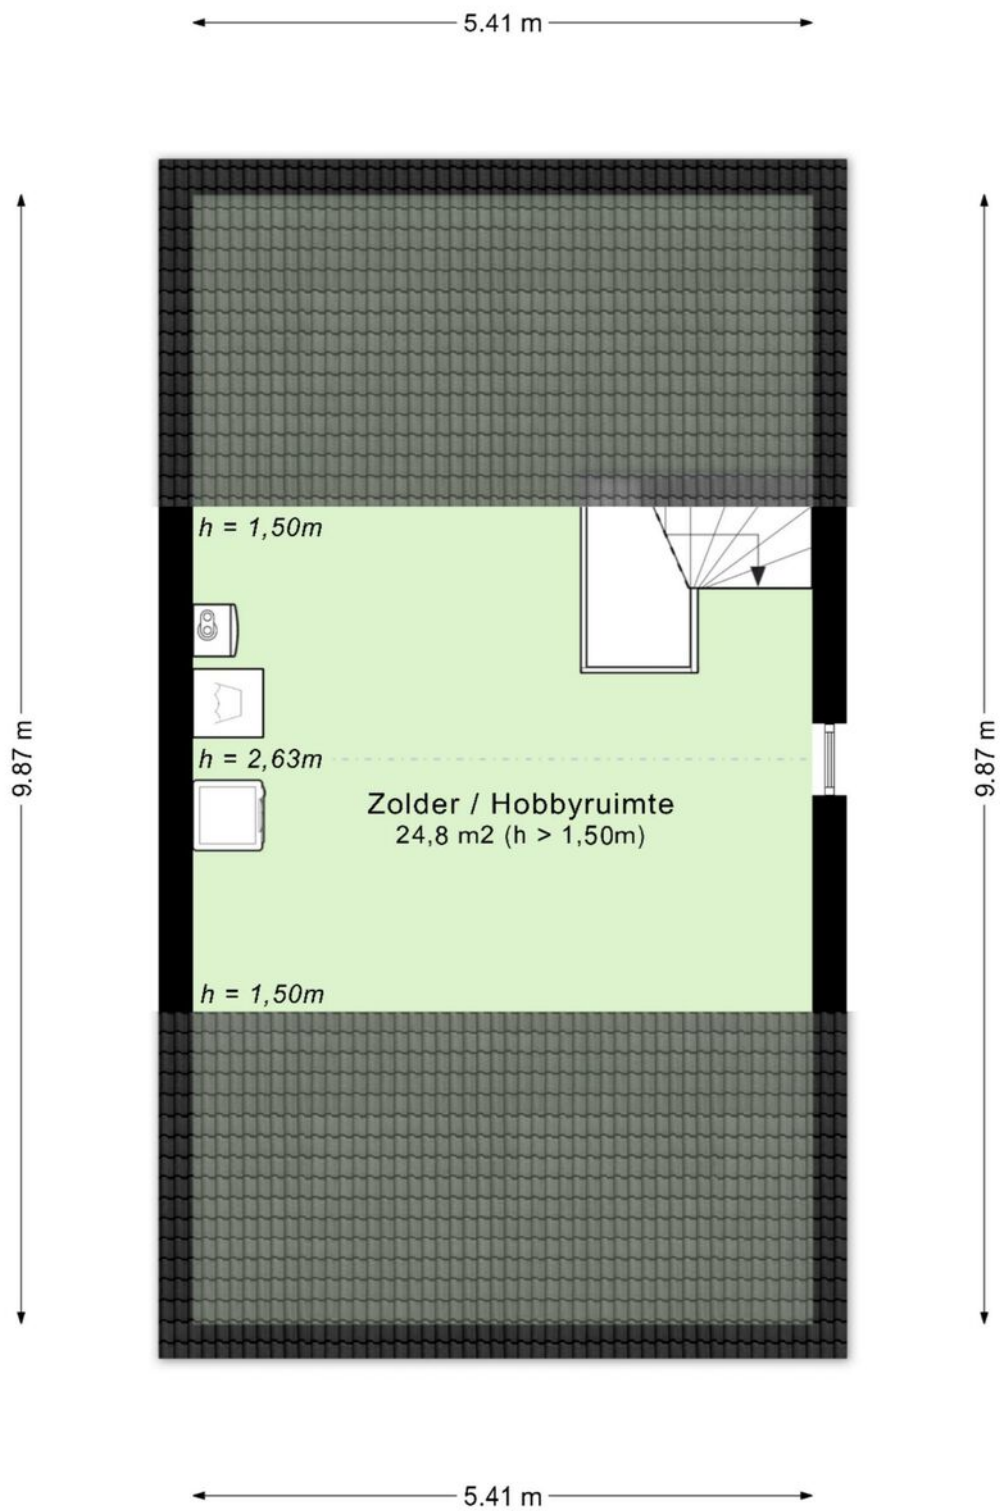 5.41 m
h = 1,50m
9.87 m
h = 2,63m
9.87 m
Zolder / Hobbyruimte
24,8 m2 (h > 1,50m)
h = 1,50m
5.41 m